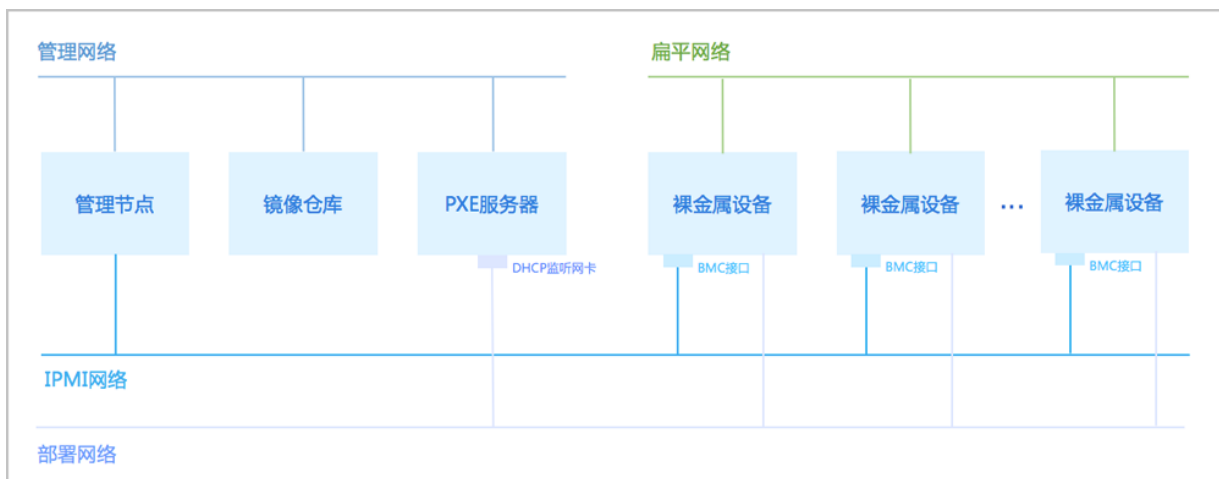 管理网络
扁平网络
管理节点
镜像仓库
PXE服务器
裸金属设备
裸金属设备
...
裸金属设备
DHCP监听网卡
BMC接口
BMC接口
BMC接口
IPMI网络
部署网络